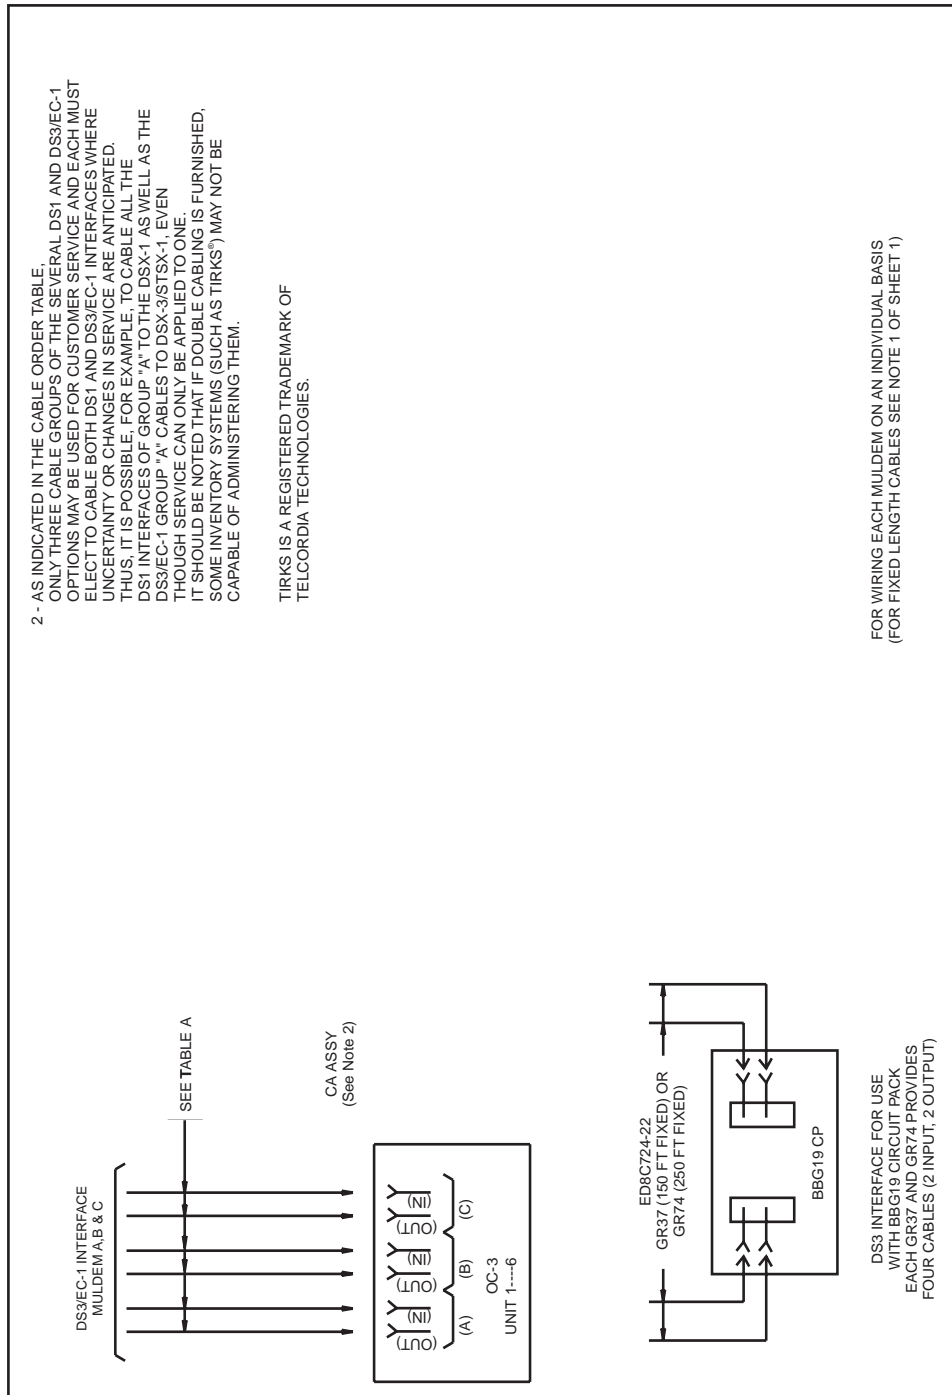 2 - AS INDICATED IN THE CABLE ORDER TABLE,
ONLY THREE CABLE GROUPS OF THE SEVERAL DS1 AND DS3/EC-1
OPTIONS MAY BE USED FOR CUSTOMER SERVICE AND EACH MUST
ELECT TO CABLE BOTH DS1 AND DS3/EC-1 INTERFACES WHERE
UNCERTAINTY OR CHANGES IN SERVICE ARE ANTICIPATED.
THUS, IT IS POSSIBLE, FOR EXAMPLE, TO CABLE ALL THE
DS1 INTERFACES OF GROUP "A" TO THE DSX-1 AS WELL AS THE
DS3/EC-1 GROUP "A" CABLES TO DSX-3/STSX-1, EVEN
THOUGH SERVICE CAN ONLY BE APPLIED TO ONE.
IT SHOULD BE NOTED THAT IF DOUBLE CABLING IS FURNISHED,
SOME INVENTORY SYSTEMS (SUCH AS TIRKS®) MAY NOT BE
CAPABLE OF ADMINISTERING THEM.
TIRKS IS A REGISTERED TRADEMARK OF
TELCORDIA TECHNOLOGIES.
FOR WIRING EACH MULDEM ON AN INDIVIDUAL BASIS
(FOR FIXED LENGTH CABLES SEE NOTE 1 OF SHEET 1)
DS3/EC-1 INTERFACE
MULDEM A,B & C
SEE TABLE A
CA ASSY
(See Note 2)
(OUT)
(IN)
(OUT)
(IN)
(OUT)
(IN)
(A)
(B)
(C)
OC-3
UNIT 1----6
ED8C724-22
GR37 (150 FT FIXED) OR
GR74 (250 FT FIXED)
BBG19 CP
DS3 INTERFACE FOR USE
WITH BBG19 CIRCUIT PACK
EACH GR37 AND GR74 PROVIDES
FOUR CABLES (2 INPUT, 2 OUTPUT)